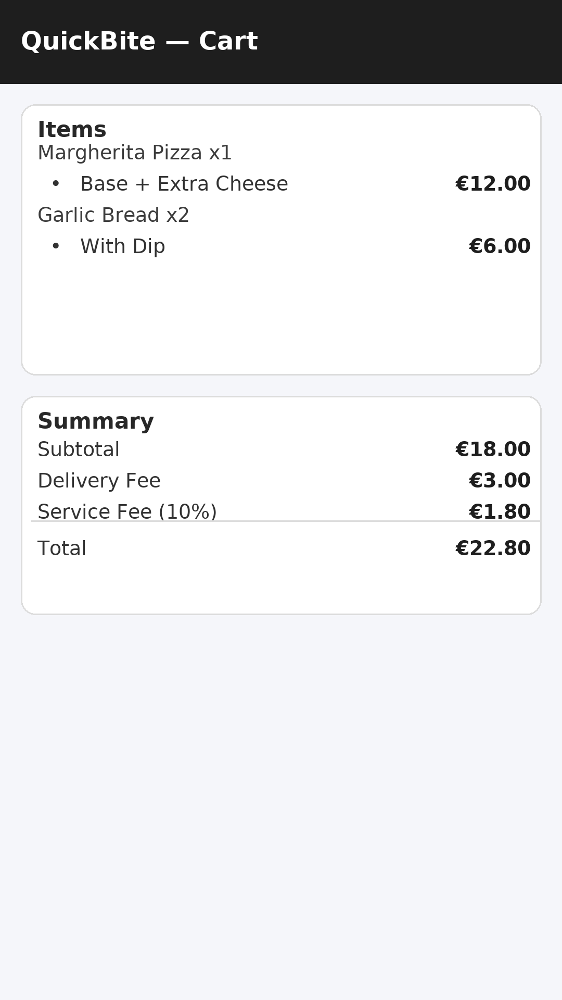 QuickBite — Cart
Items
Margherita Pizza x1
• Base + Extra Cheese €12.00
Garlic Bread x2
• With Dip €6.00
Summary
Subtotal €18.00
Delivery Fee €3.00
Service Fee (10%) €1.80
Total €22.80